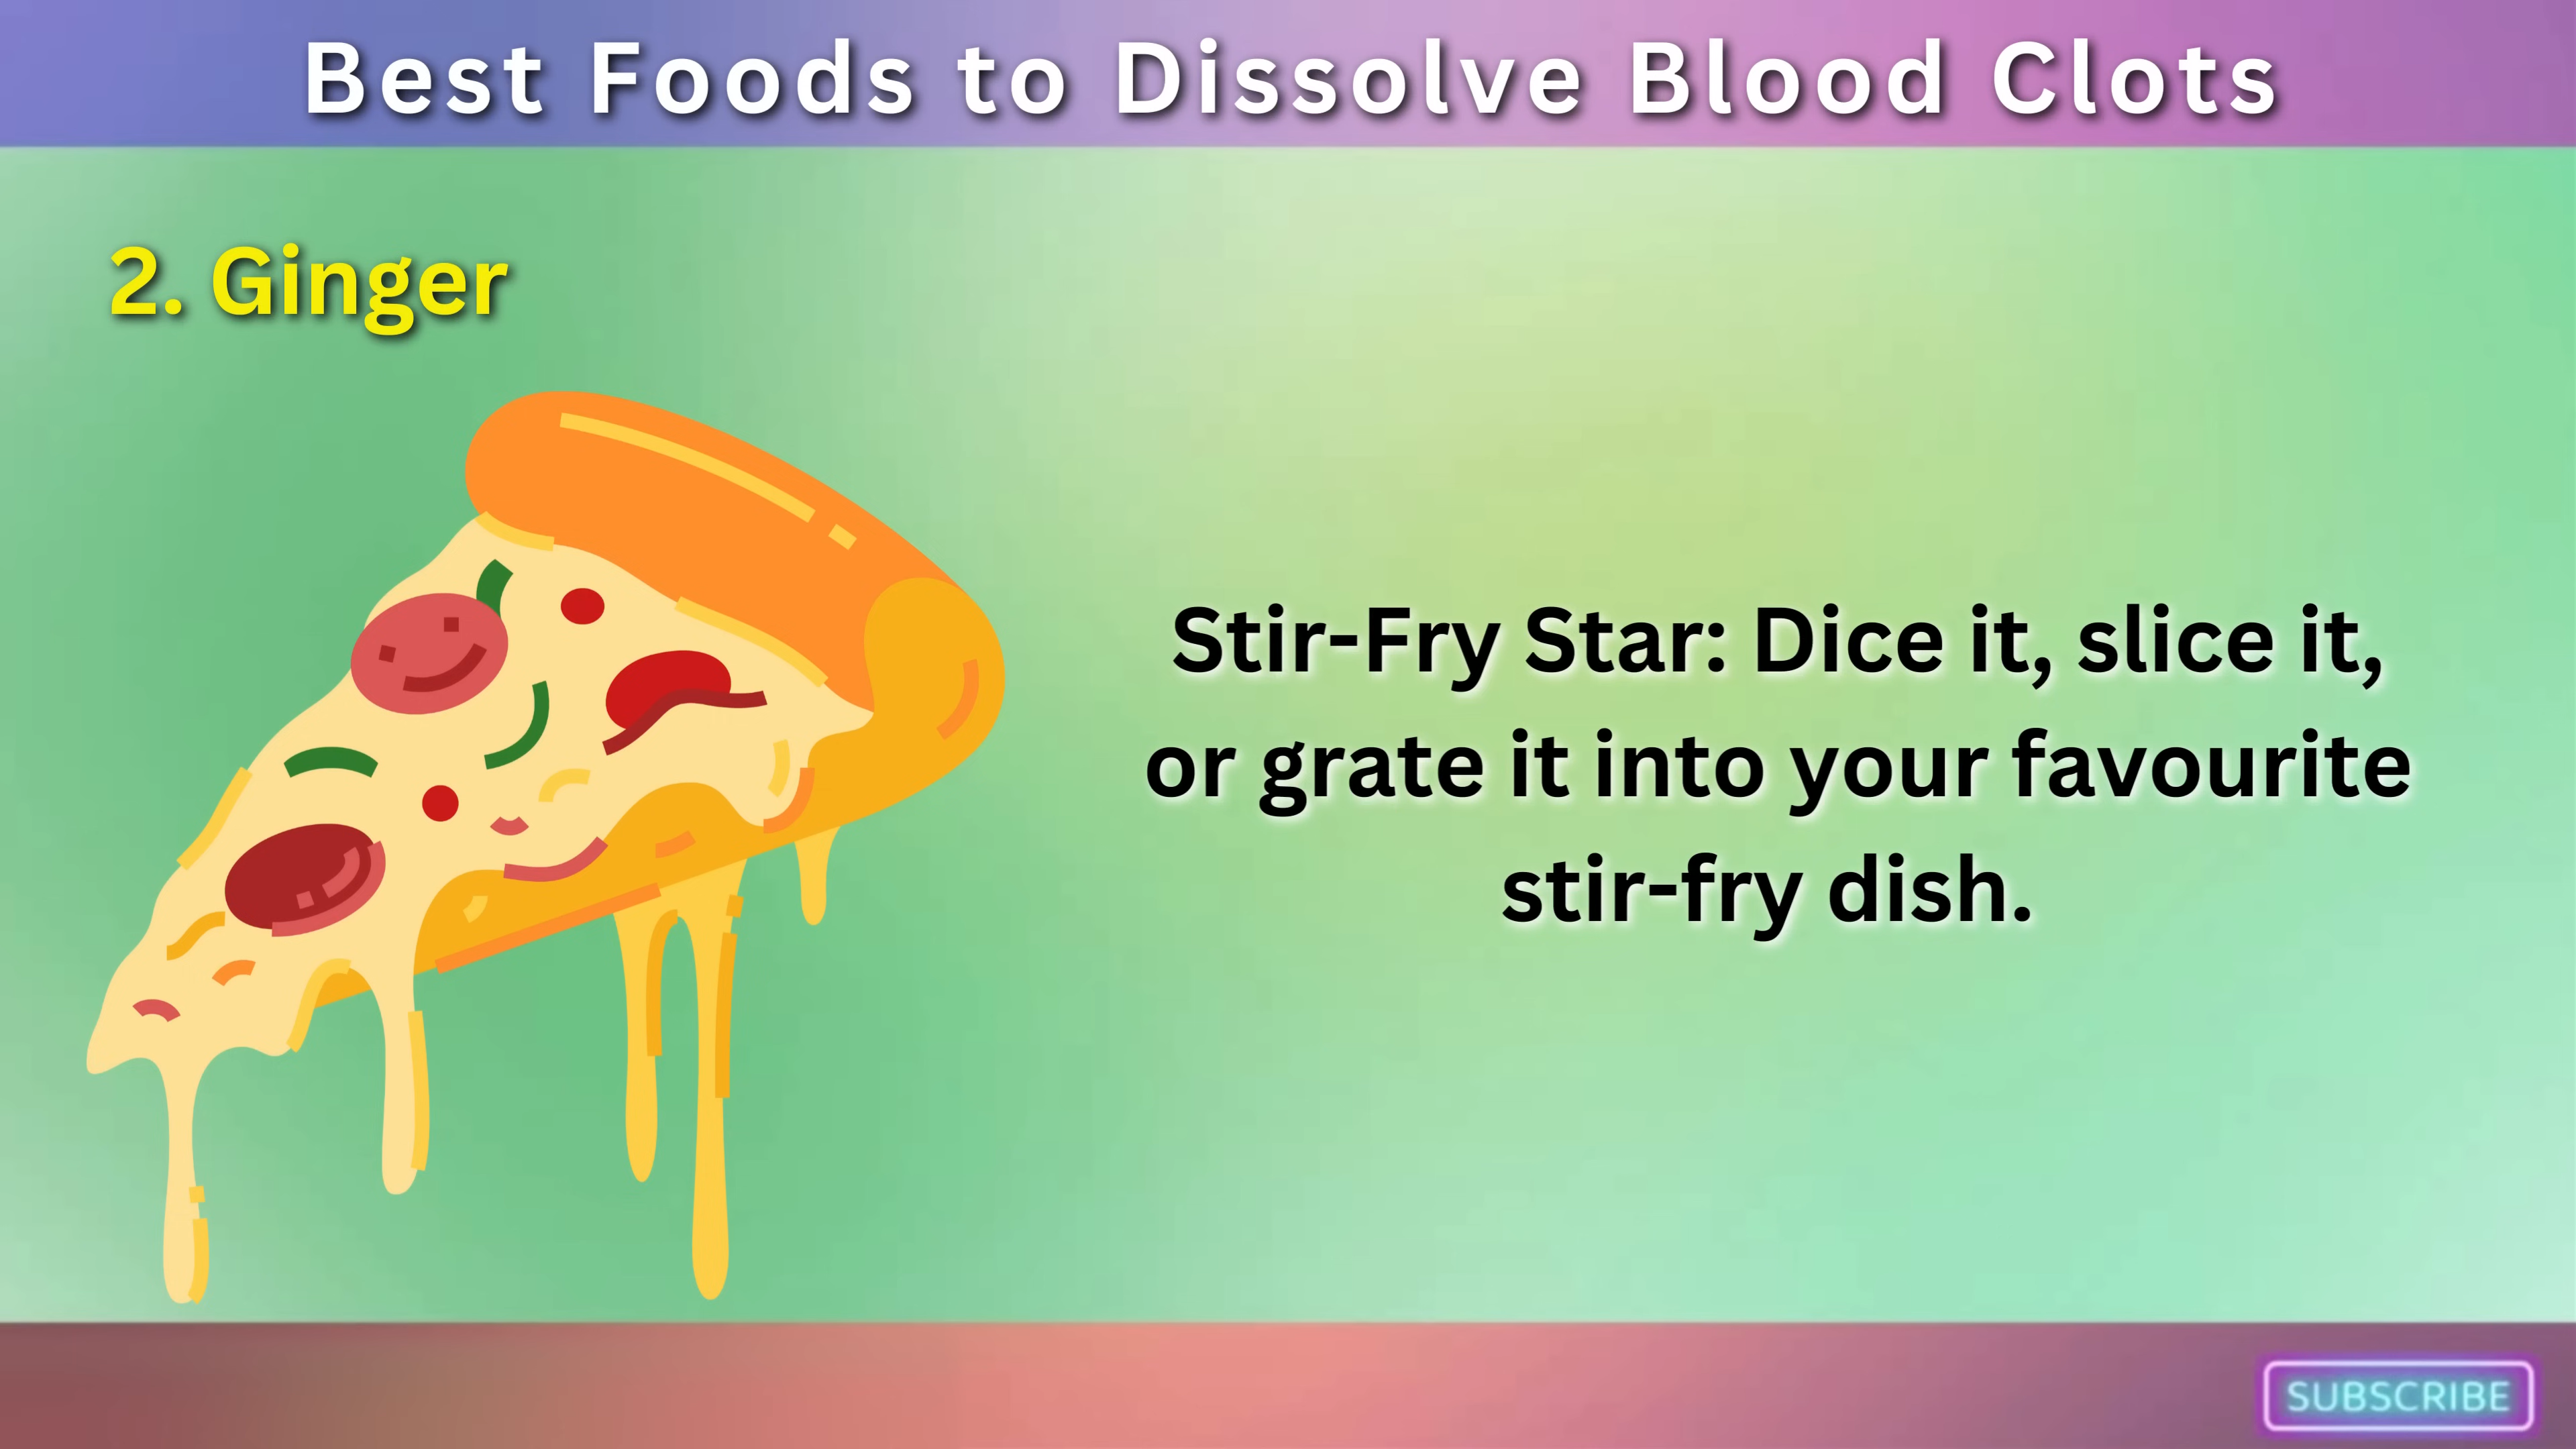 Best Foods to Dissolve Blood Clots
2. Ginger
Stir-Fry Star: Dice it, slice it,
or grate it into your favourite
stir-fry dish.
SUBSCRIBE